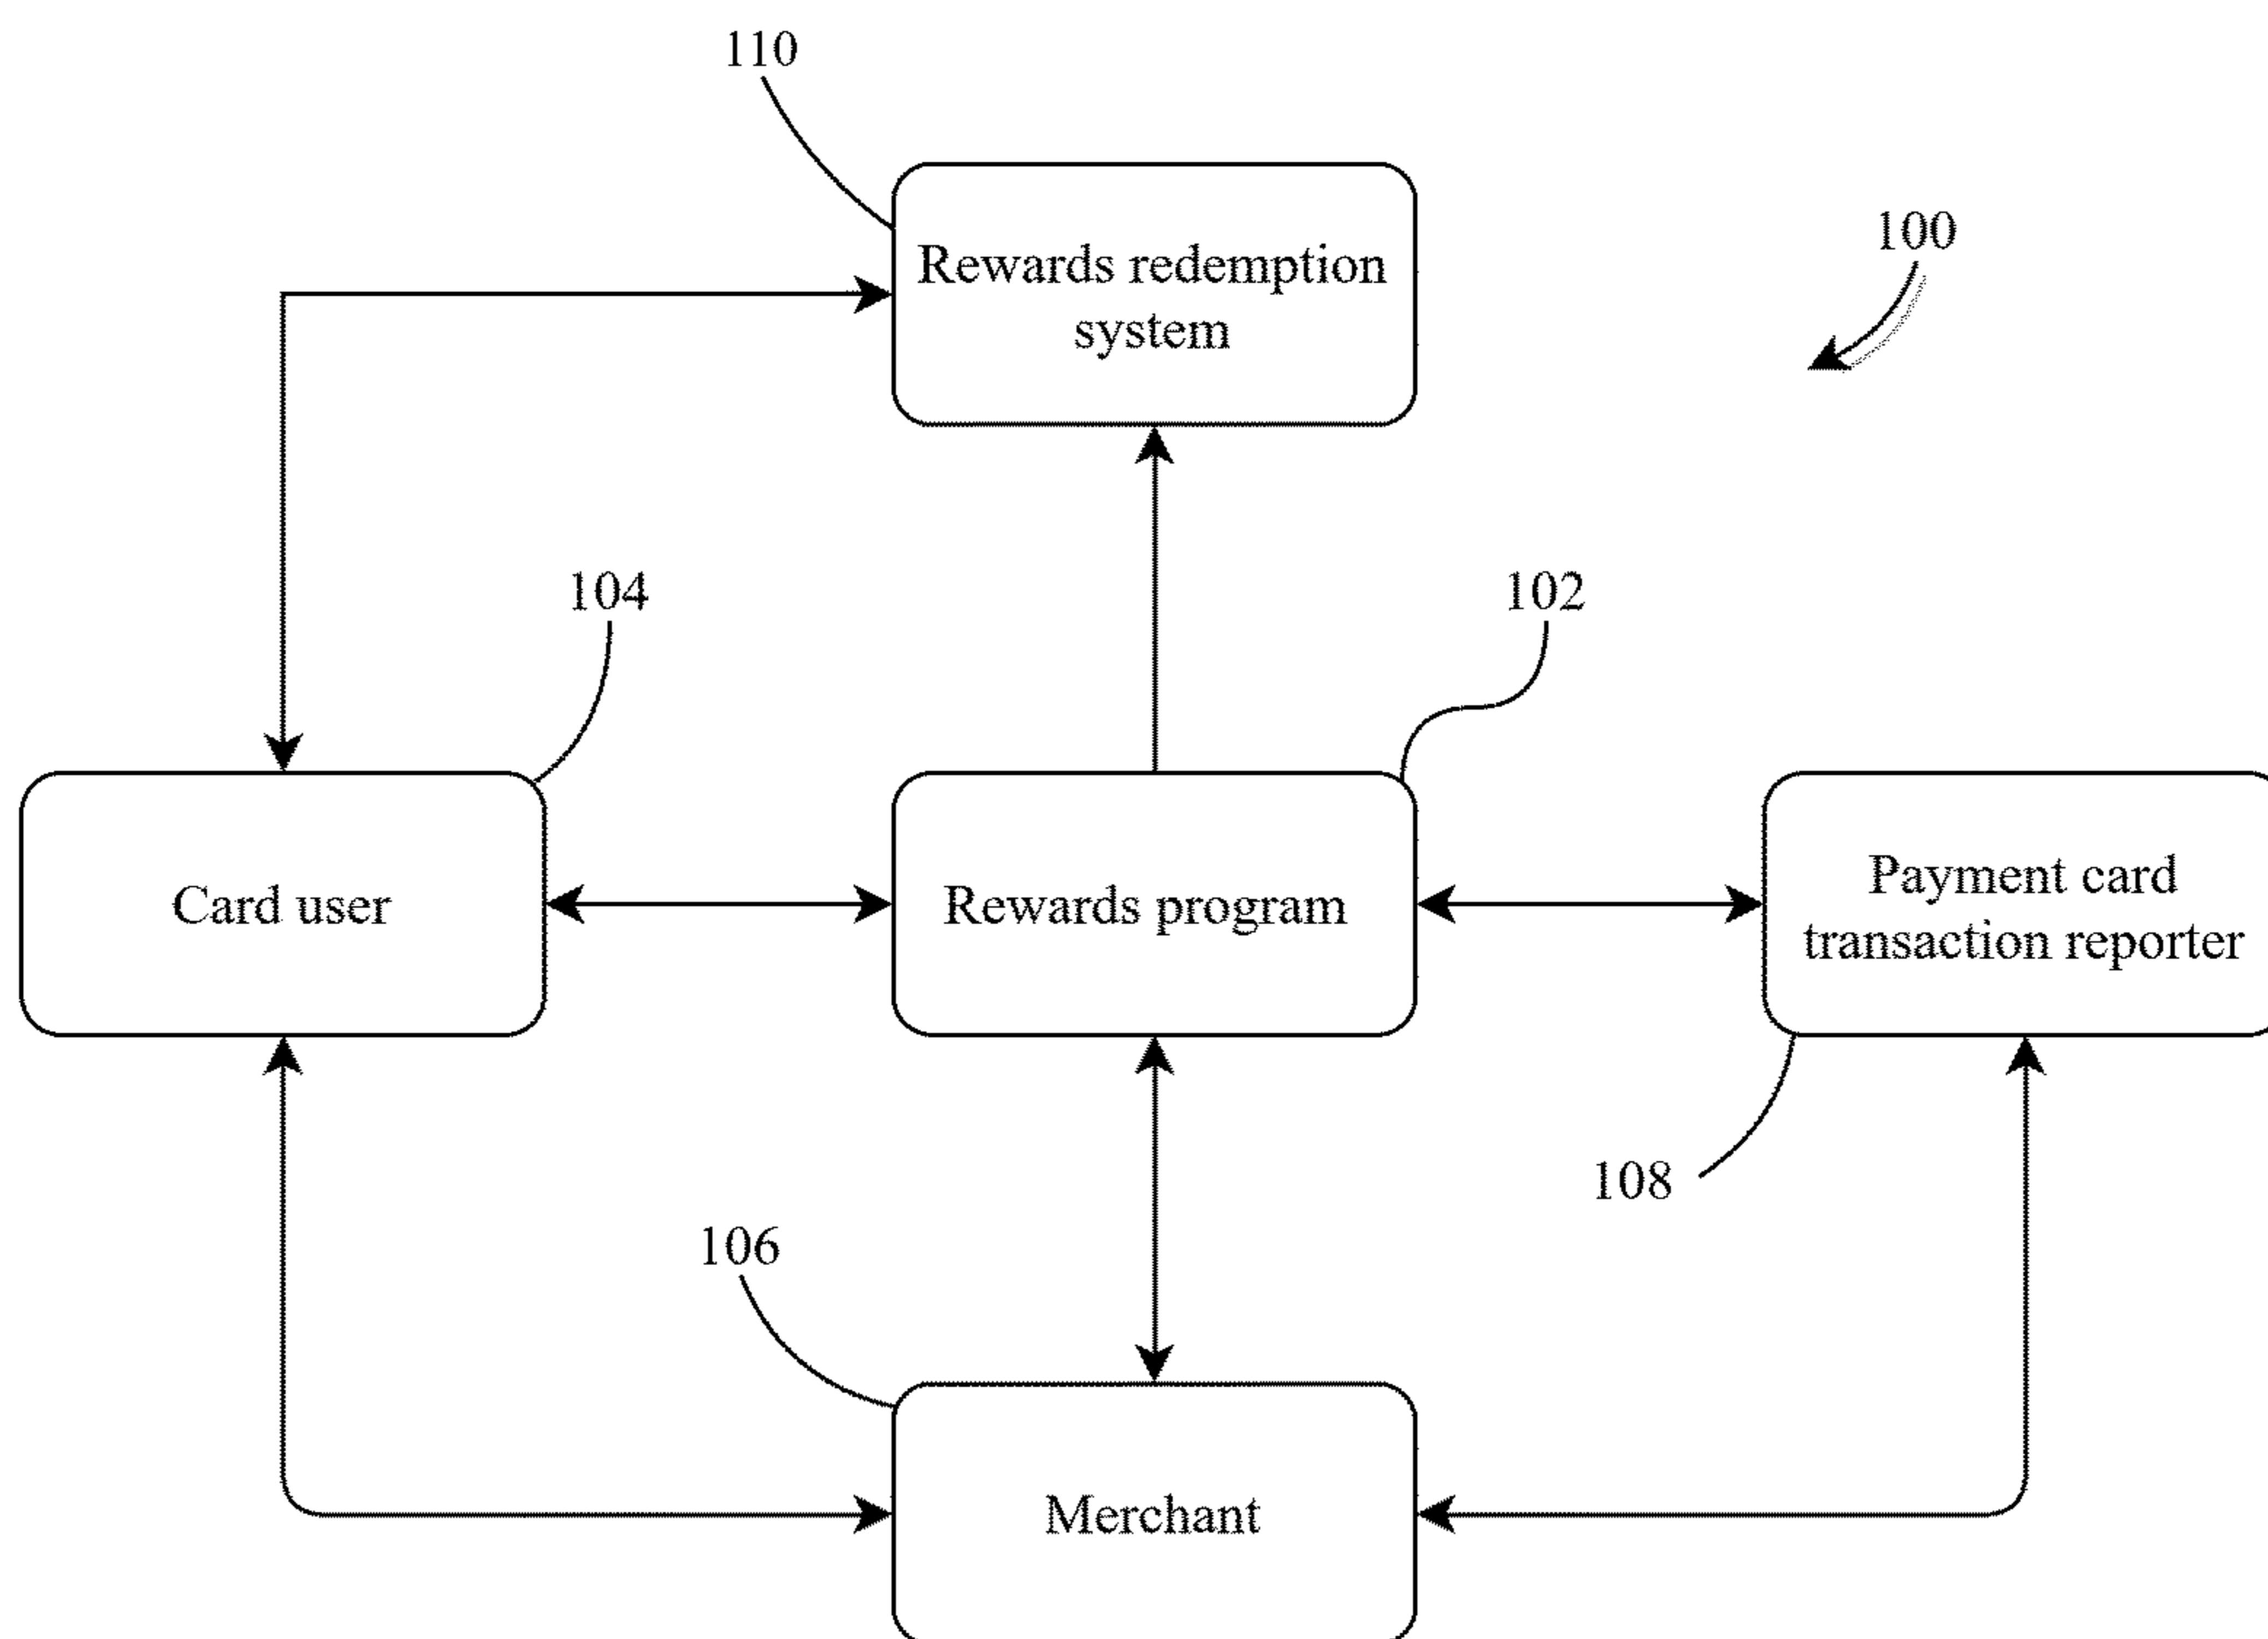 110
Rewards redemption
system
100
104
102
Card user
Rewards program
Payment card
transaction reporter
108
106
Merchant